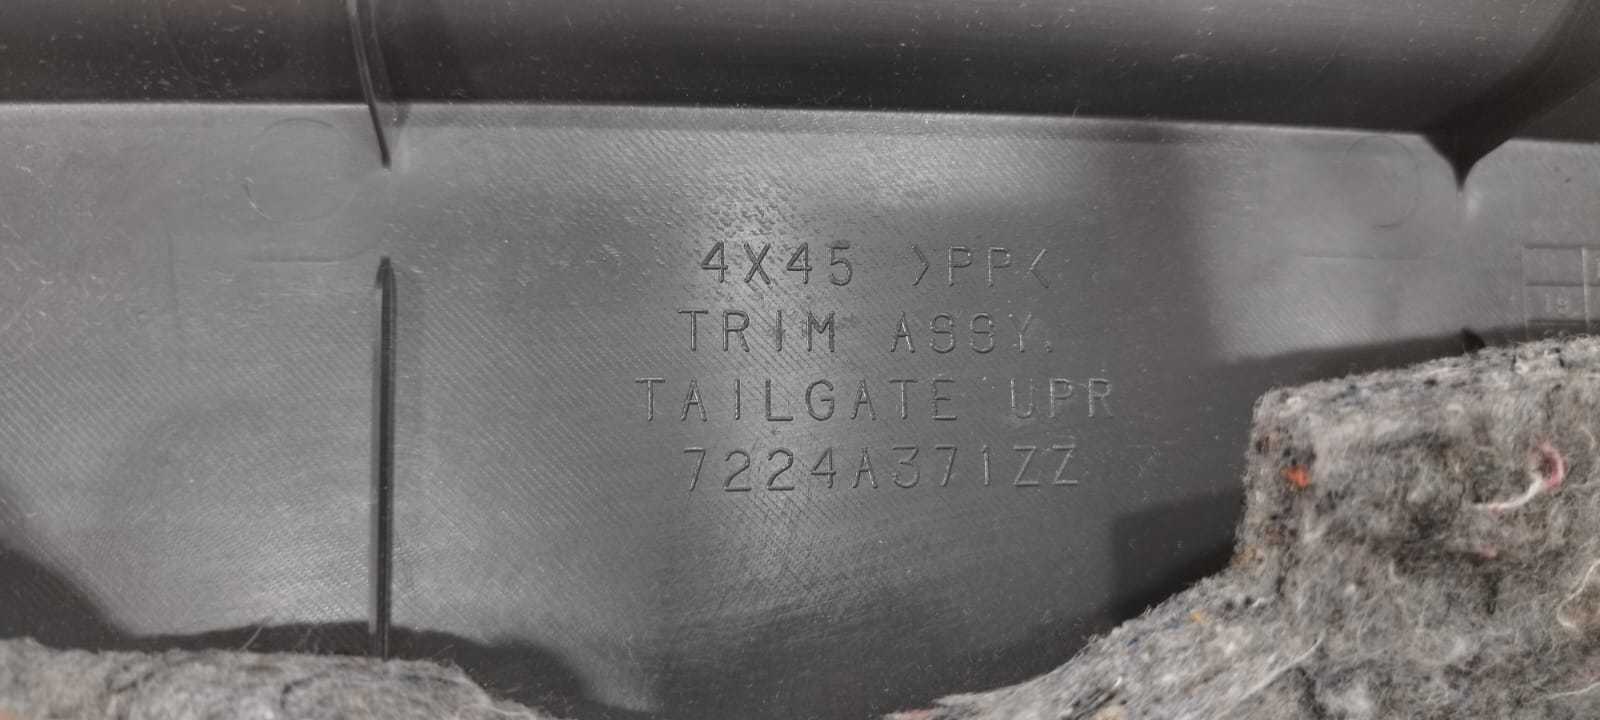 4X45 >PP<
TRIM ASSY.
TAILGATE UPR
7224A371ZZ